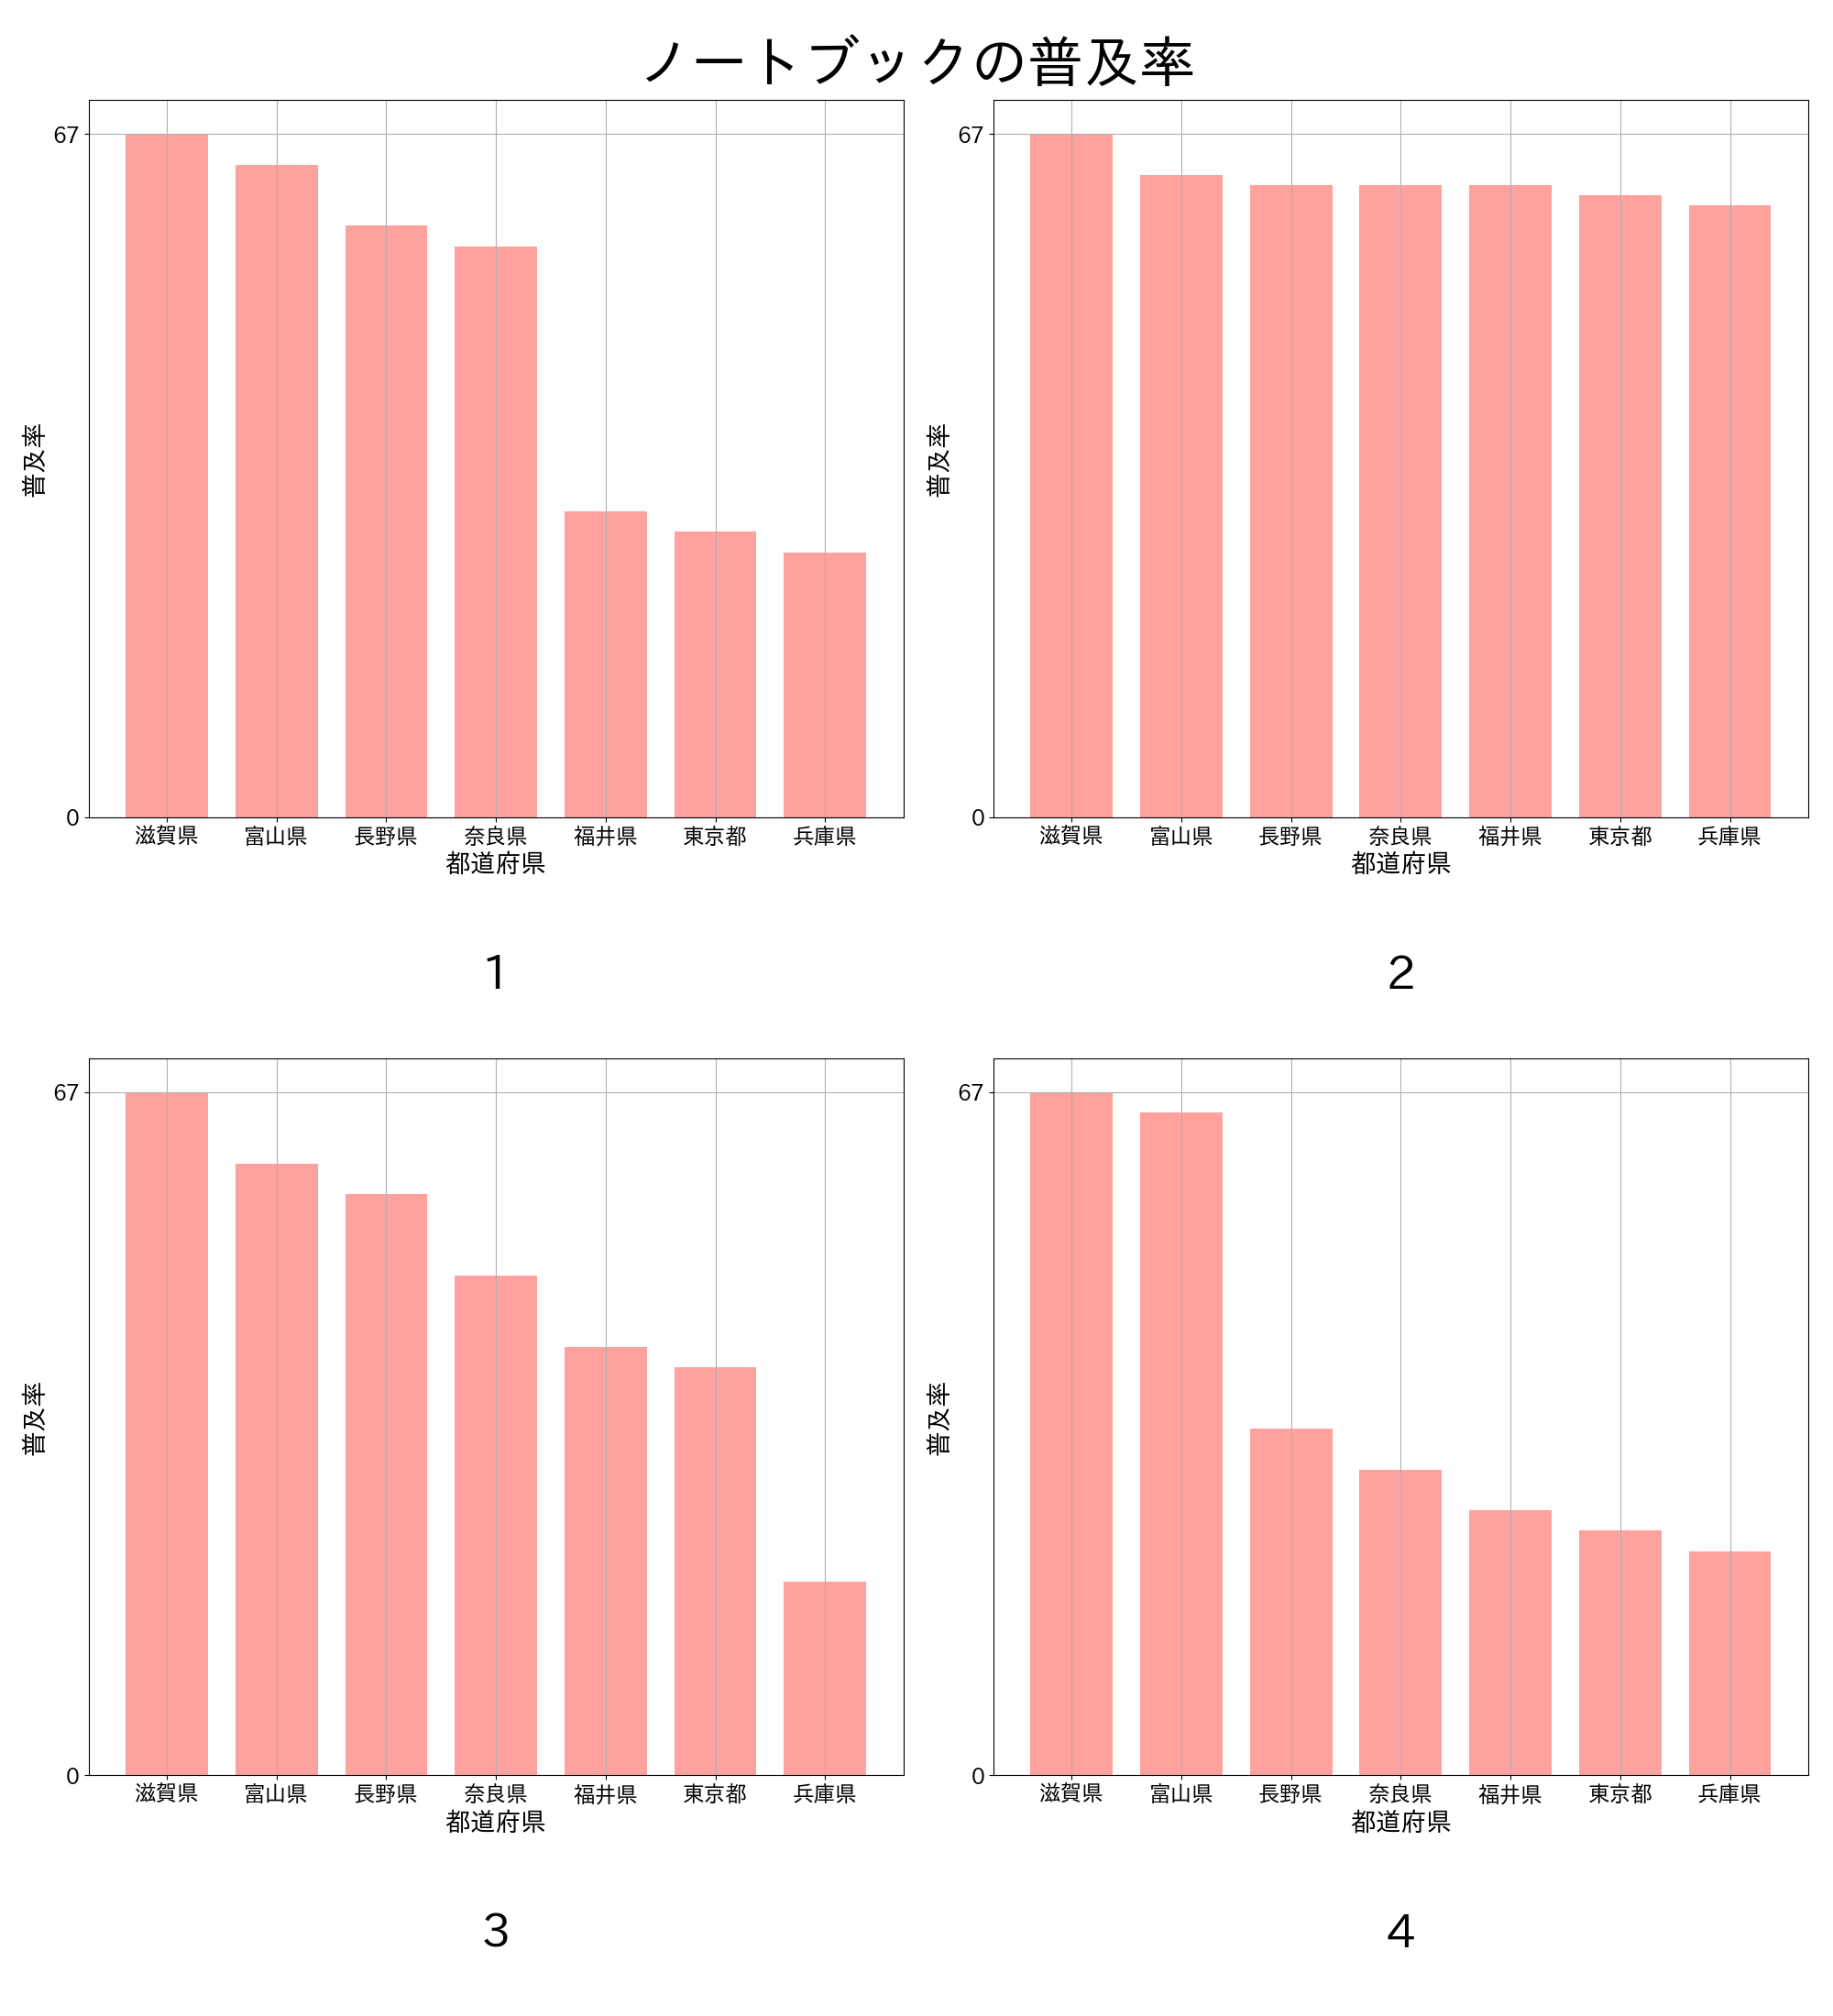 ノートブックの普及率
67
0
普及率
滋賀県 富山県 長野県 奈良県 福井県 東京都 兵庫県
都道府県
1
67
0
普及率
滋賀県 富山県 長野県 奈良県 福井県 東京都 兵庫県
都道府県
2
67
0
普及率
滋賀県 富山県 長野県 奈良県 福井県 東京都 兵庫県
都道府県
3
67
0
普及率
滋賀県 富山県 長野県 奈良県 福井県 東京都 兵庫県
都道府県
4